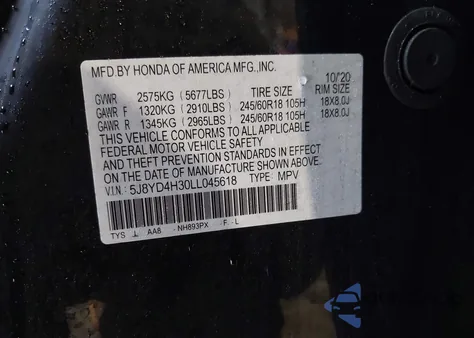 MFD.BY HONDA OF AMERICA MFG.,INC. 10/'20
GVWR 2575KG (5677LBS) TIRE SIZE RIM SIZE
GAWR F 1320KG (2910LBS) 245/60R18 105H 18X8.0J
GAWR R 1345KG (2965LBS) 245/60R18 105H 18X8.0J
THIS VEHICLE CONFORMS TO ALL APPLICABLE
FEDERAL MOTOR VEHICLE SAFETY
AND THEFT PREVENTION STANDARDS IN EFFECT
ON THE DATE OF MANUFACTURE SHOWN ABOVE.
V.I.N.: 5J8YD4H30LL045618 TYPE: MPV
TYS AA8 NH893PX F - L